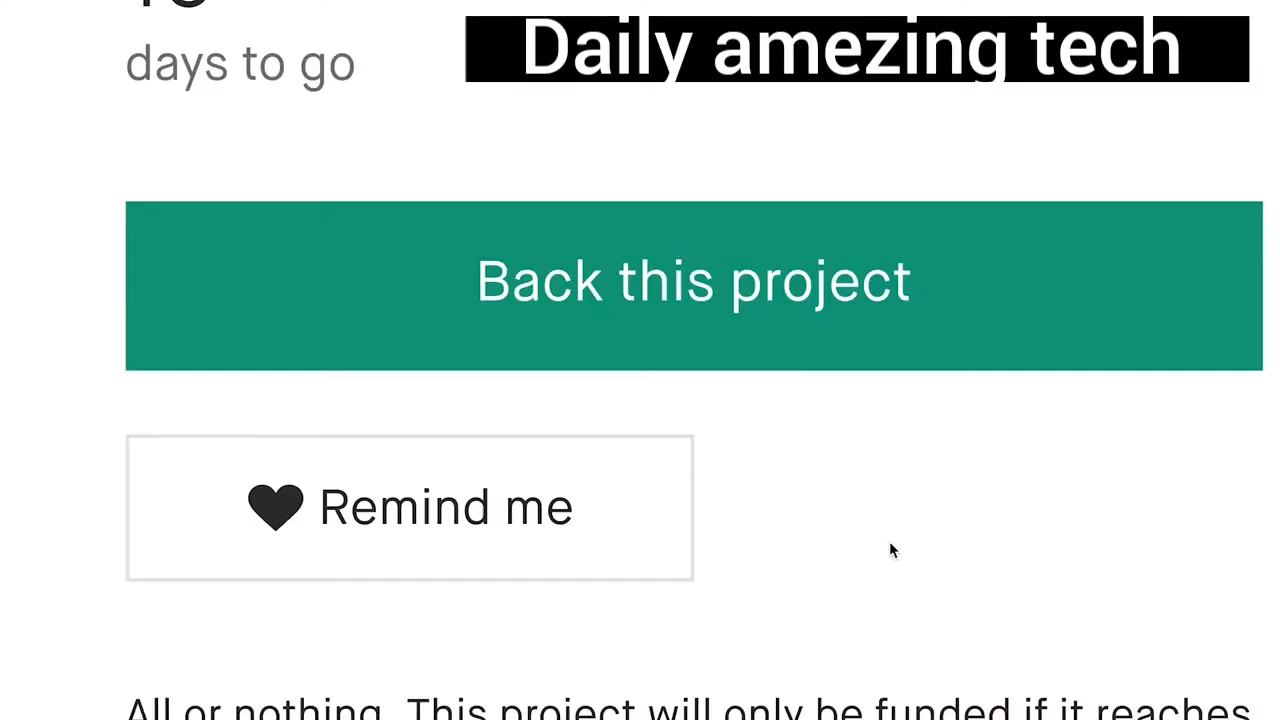 Daily amezing tech
days to go
Back this project
Remind me
All or nothing. This project will only be funded if it reaches